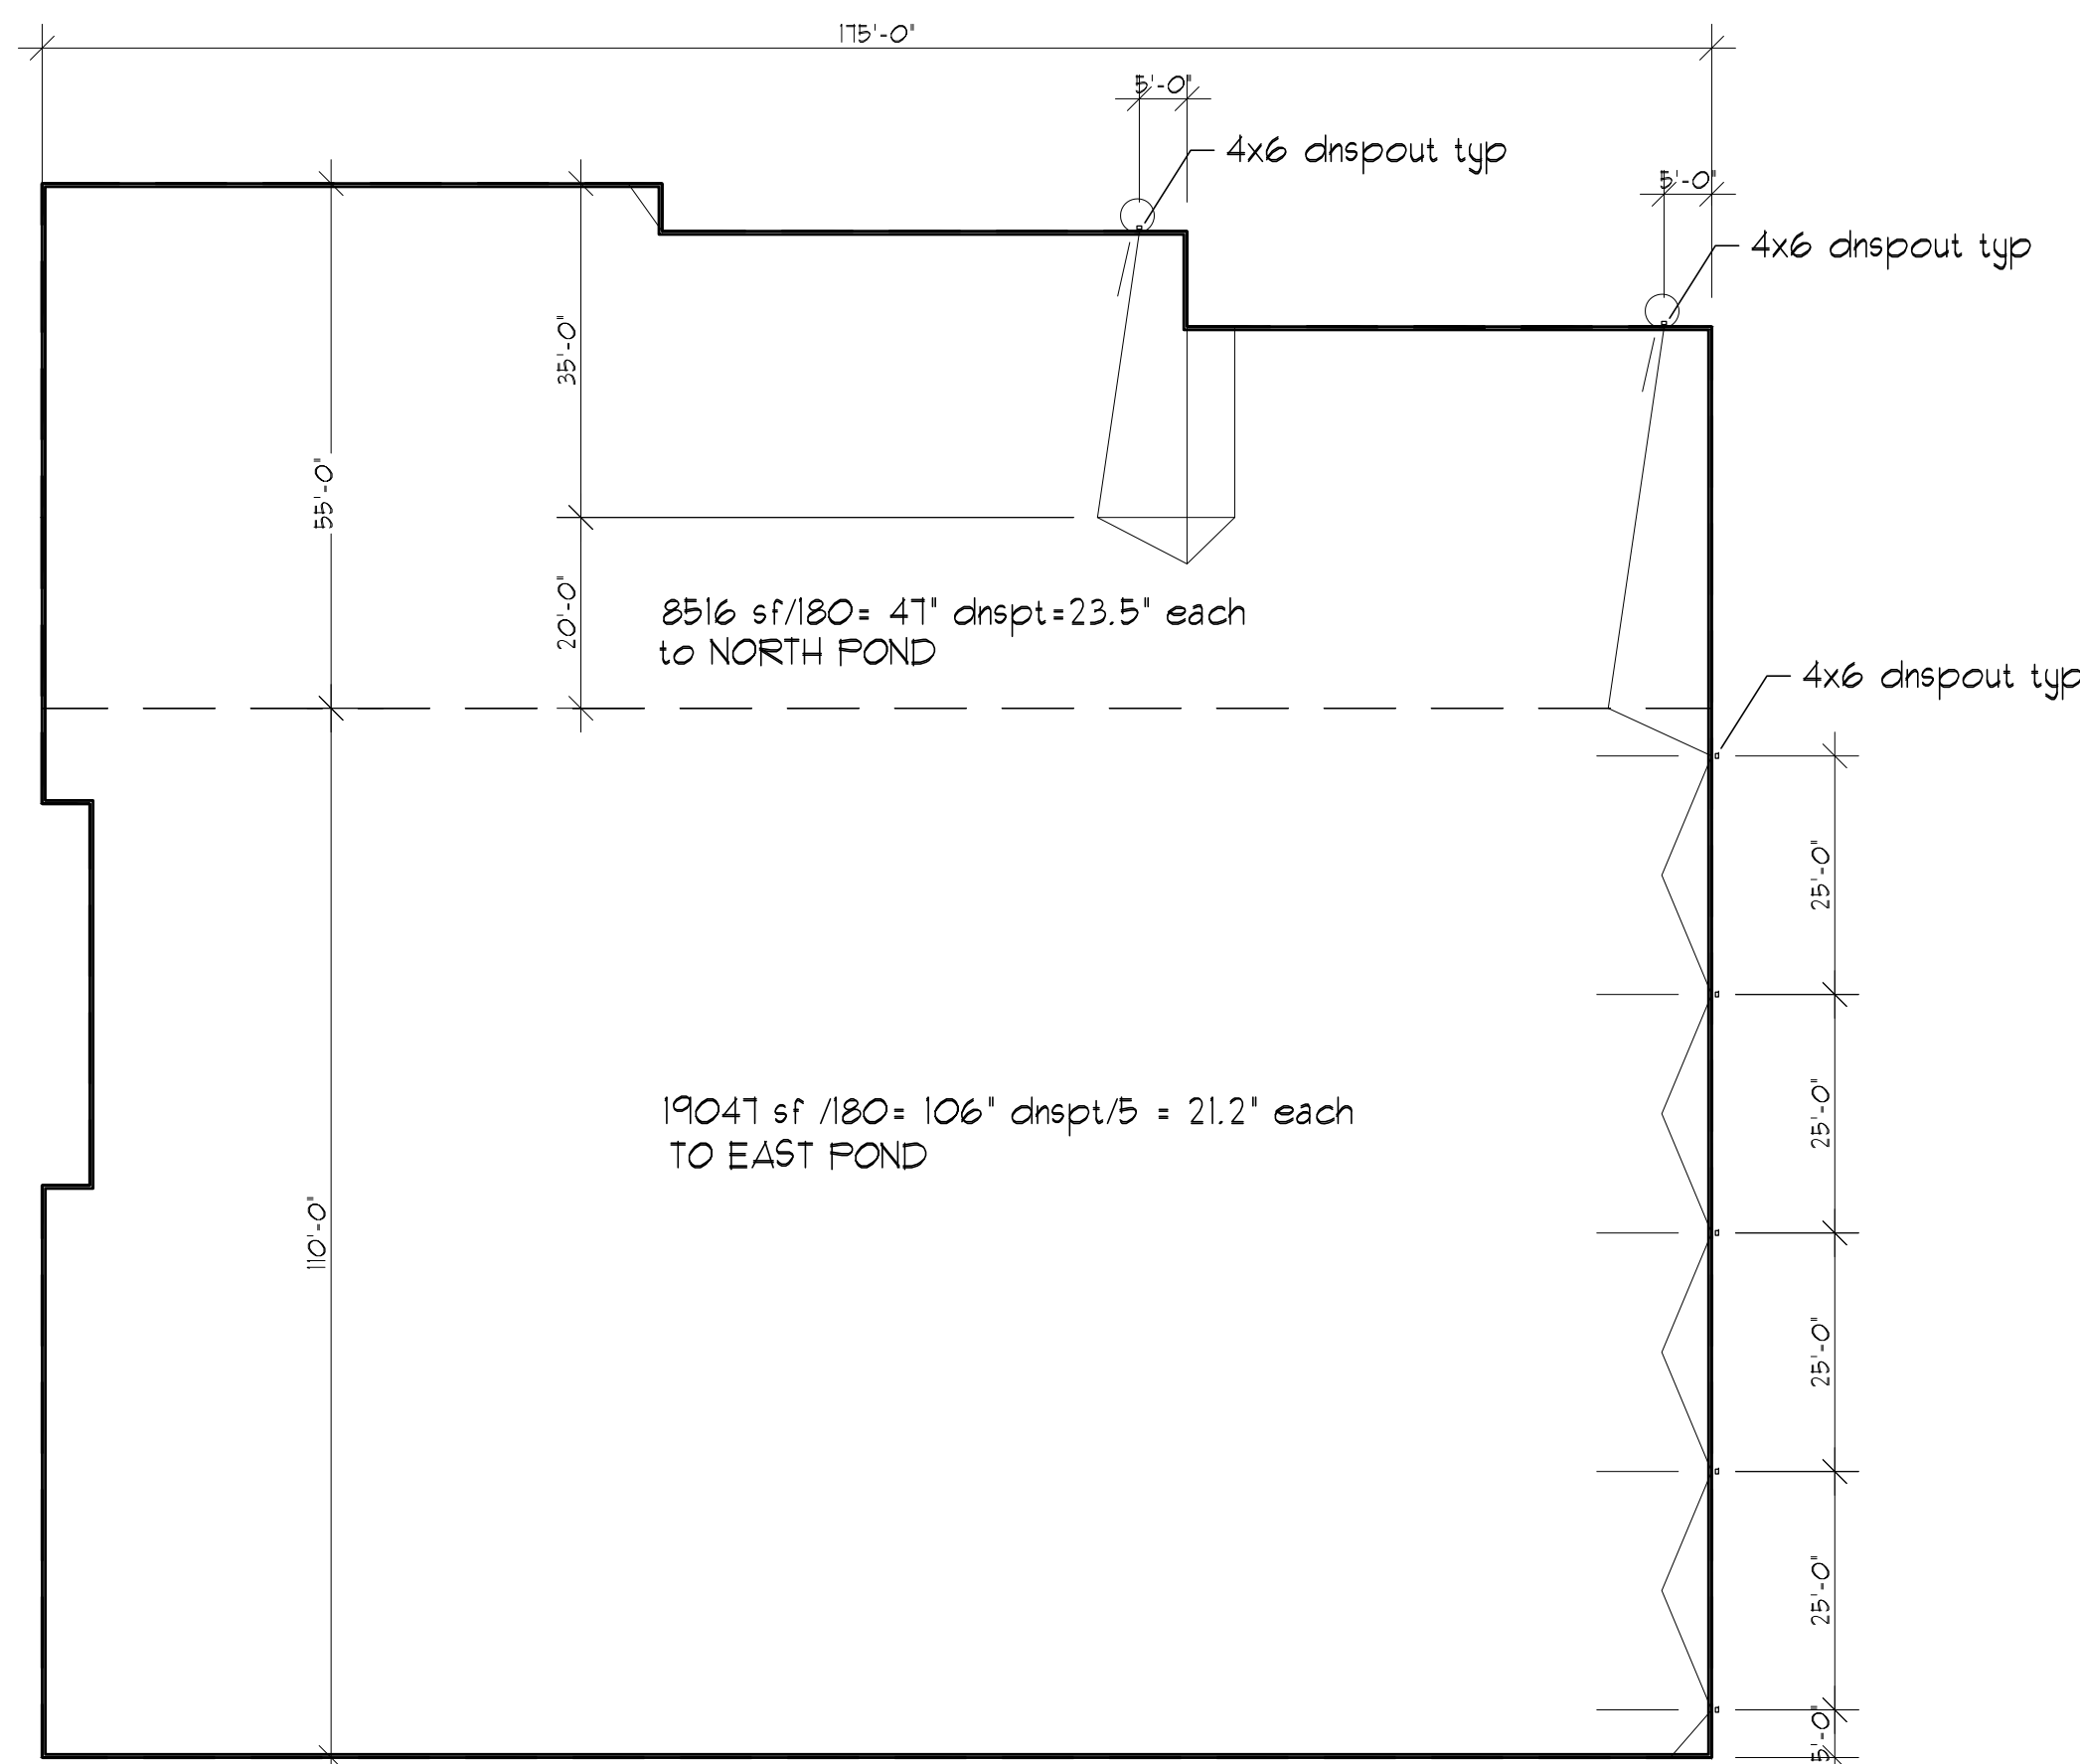 175'-0"
5'-0"
4x6 dnspout typ
5'-0"
4x6 dnspout typ
35'-0"
55'-0"
20'-0"
8516 sf/180= 47" dnspt=23.5" each
to NORTH POND
4x6 dnspout typ
25'-0"
19047 sf /180= 106" dnspt/5 = 21.2" each
TO EAST POND
25'-0"
110'-0"
25'-0"
25'-0"
5'-0"